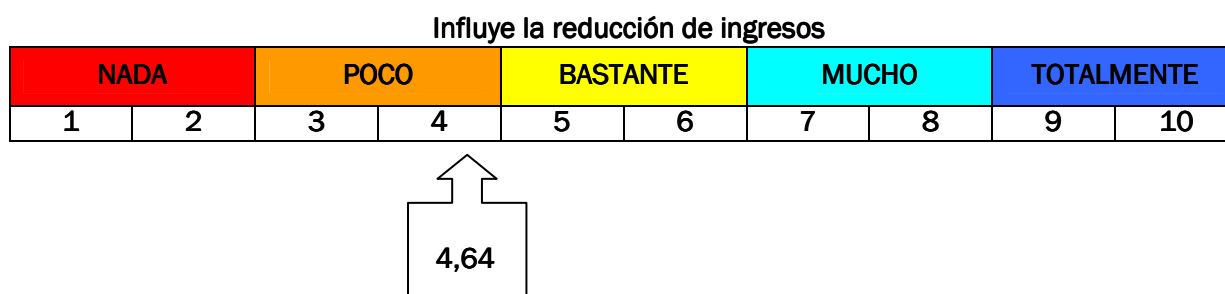 Influye la reducción de ingresos
NADA POCO BASTANTE MUCHO TOTALMENTE
1 2 3 4 5 6 7 8 9 10
4,64